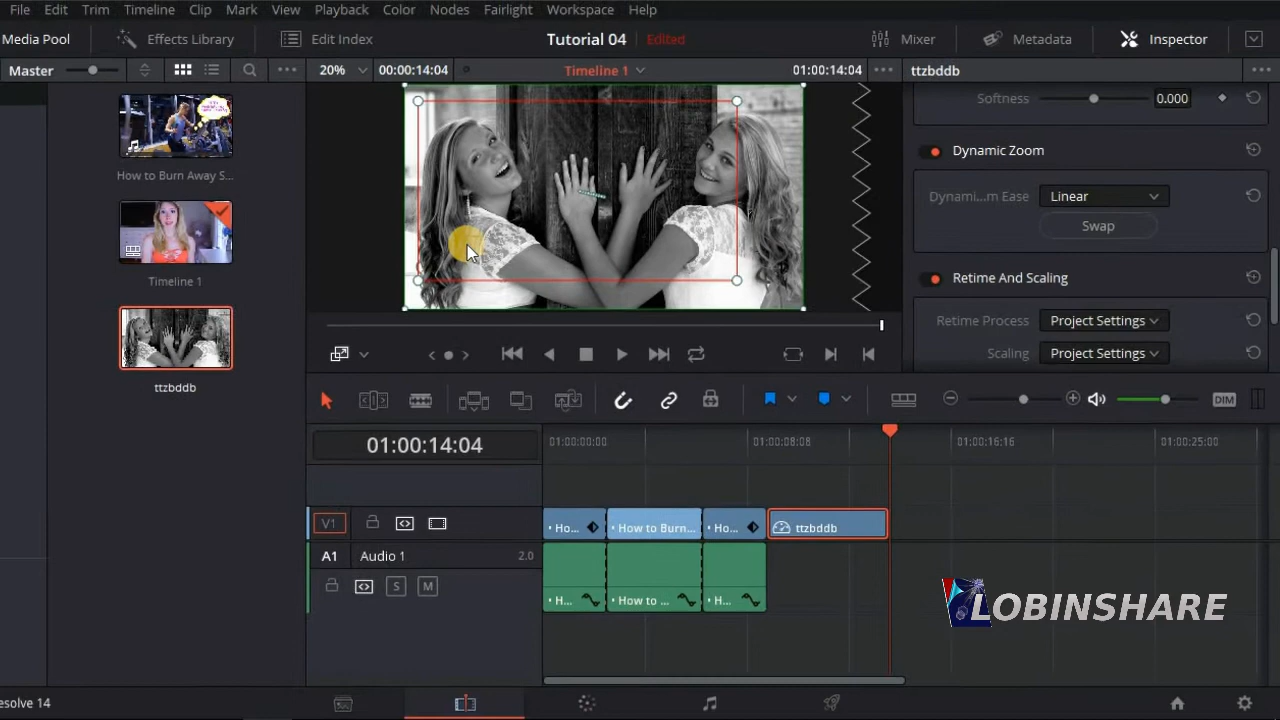 File Edit Trim Timeline Clip Mark View Playback Color Nodes Fairlight Workspace Help
Media Pool Effects Library Edit Index Tutorial 04 Edited Mixer Metadata Inspector
Master 20% 00:00:14:04 Timeline 1 01:00:14:04 ttzbddb
Softness 0.000
Dynamic Zoom
How to Burn Away S...
Dynami...m Ease Linear
Swap
Timeline 1
Retime And Scaling
Retime Process Project Settings
Scaling Project Settings
ttzbddb
DIM
01:00:14:04 01:00:00:00 01:00:08:08 01:00:16:16 01:00:25:00
V1 Ho... How to Burn... Ho... ttzbddb
A1 Audio 1 2.0
S M H... How to ... H...
LOBINSHARE
esolve 14